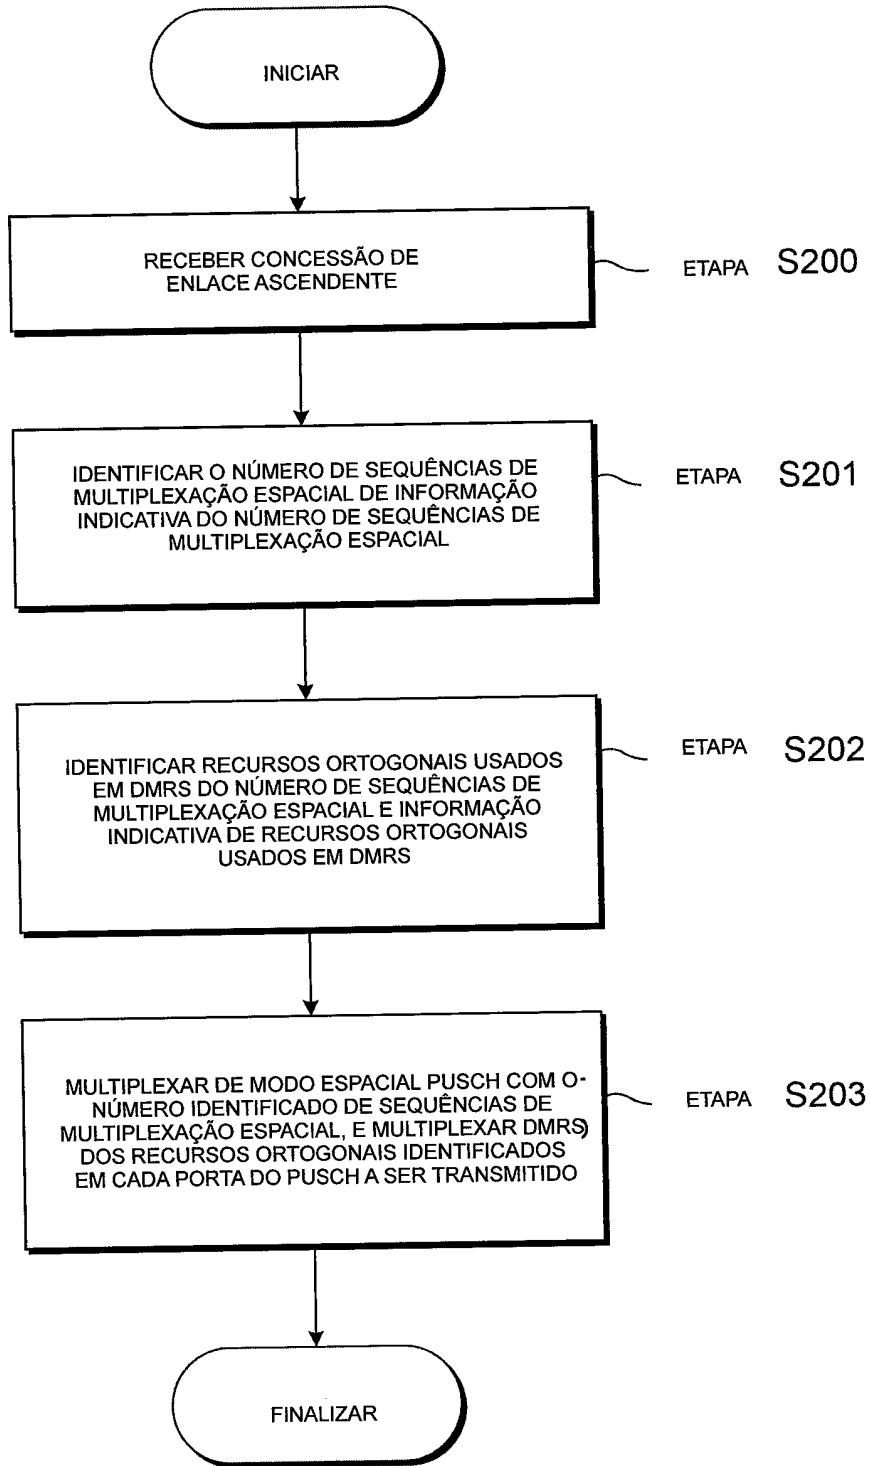 INICIAR
RECEBER CONCESSÃO DE
ENLACE ASCENDENTE
ETAPA S200
IDENTIFICAR O NÚMERO DE SEQUÊNCIAS DE
MULTIPLEXAÇÃO ESPACIAL DE INFORMAÇÃO
INDICATIVA DO NÚMERO DE SEQUÊNCIAS DE
MULTIPLEXAÇÃO ESPACIAL
ETAPA S201
IDENTIFICAR RECURSOS ORTOGONAIS USADOS
EM DMRS DO NÚMERO DE SEQUÊNCIAS DE
MULTIPLEXAÇÃO ESPACIAL E INFORMAÇÃO
INDICATIVA DE RECURSOS ORTOGONAIS
USADOS EM DMRS
ETAPA S202
MULTIPLEXAR DE MODO ESPACIAL PUSCH COM O-
NÚMERO IDENTIFICADO DE SEQUÊNCIAS DE
MULTIPLEXAÇÃO ESPACIAL, E MULTIPLEXAR DMRS)
DOS RECURSOS ORTOGONAIS IDENTIFICADOS
EM CADA PORTA DO PUSCH A SER TRANSMITIDO
ETAPA S203
FINALIZAR